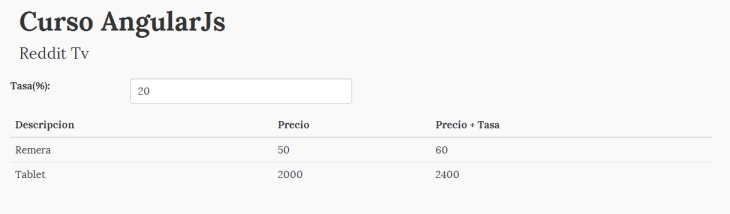 Curso AngularJs
Reddit Tv
Tasa(%): 20
Descripcion Precio Precio + Tasa
Remera 50 60
Tablet 2000 2400